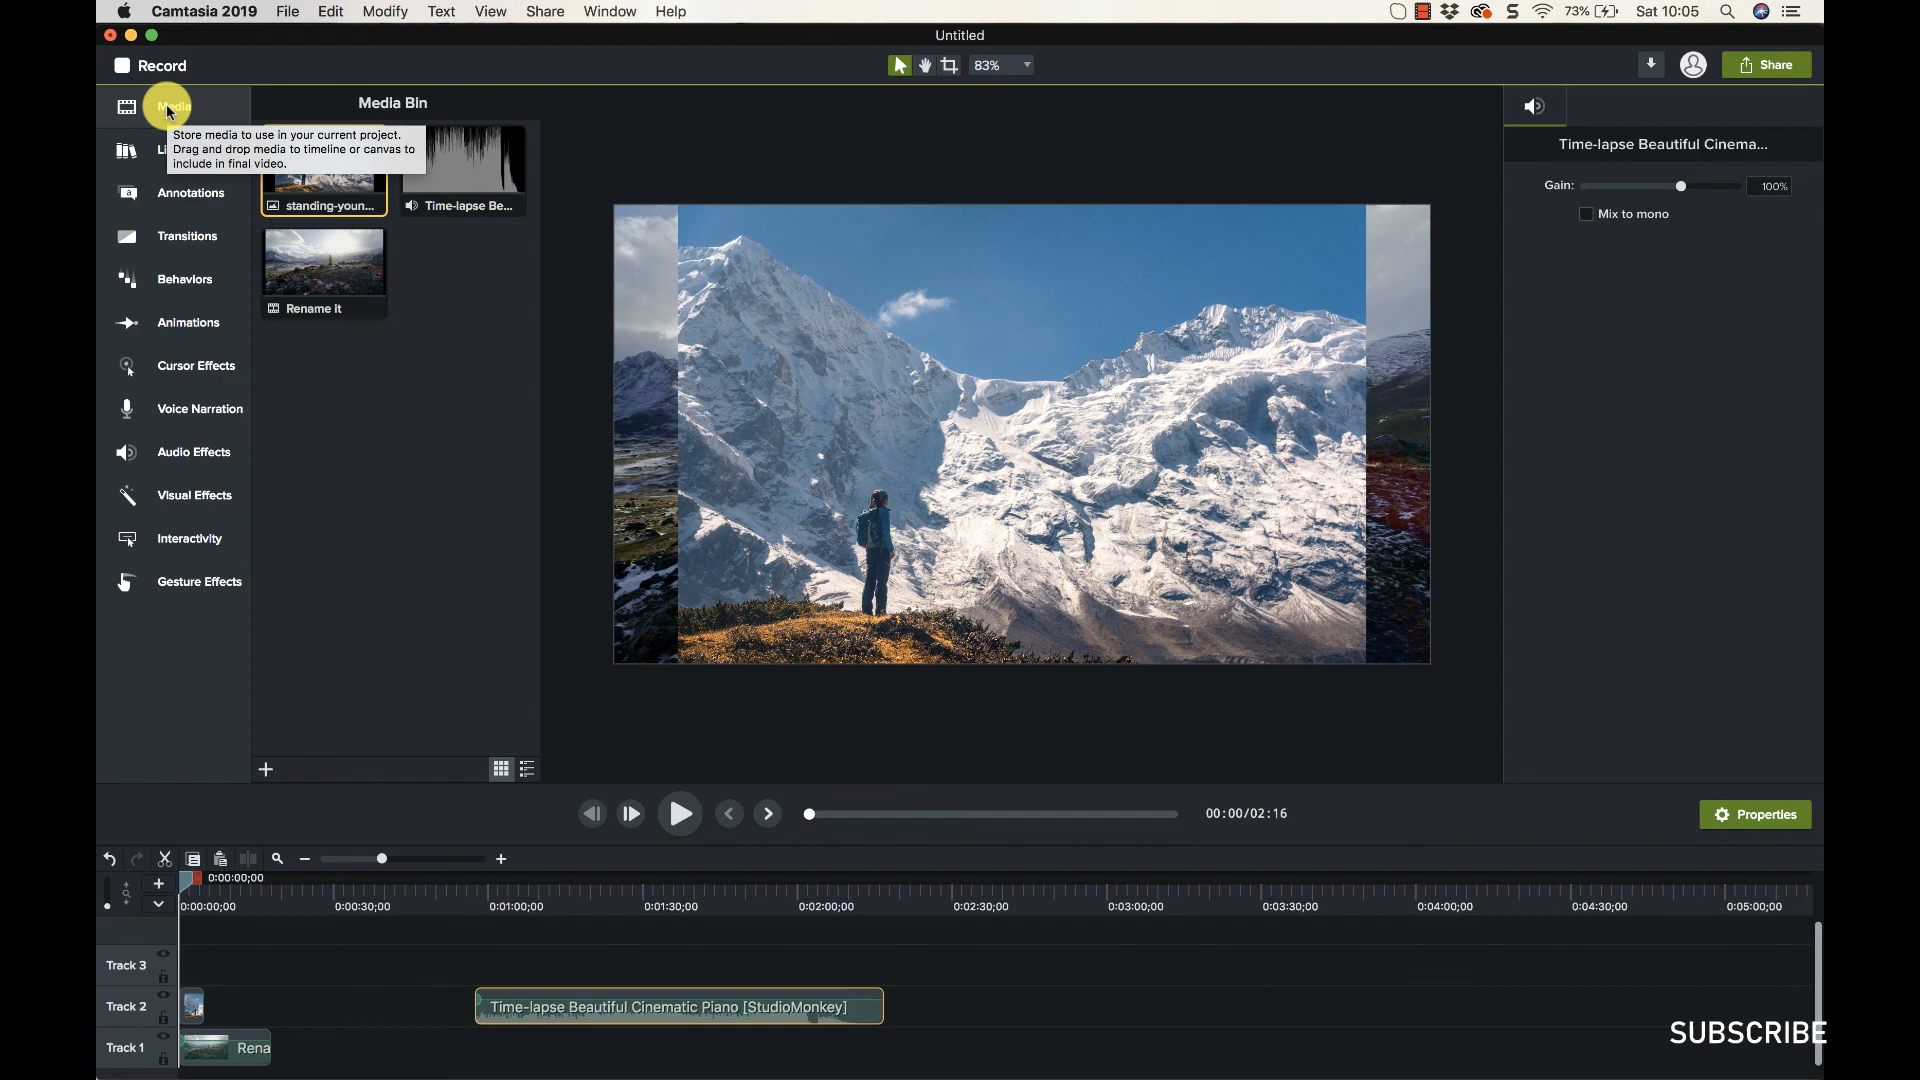 Camtasia 2019 File Edit Modify Text View Share Window Help
73% Sat 10:05
Untitled
Record
83%
Share
Media
Media Bin
Store media to use in your current project.
Drag and drop media to timeline or canvas to
include in final video.
Li
Annotations
Transitions
Behaviors
Animations
Cursor Effects
Voice Narration
Audio Effects
Visual Effects
Interactivity
Gesture Effects
standing-youn...
Time-lapse Be...
Rename it
Time-lapse Beautiful Cinema...
Gain: 100%
Mix to mono
00:00/02:16
Properties
0:00:00;00
0:00:00;00 0:00:30;00 0:01:00;00 0:01:30;00 0:02:00;00 0:02:30;00 0:03:00;00 0:03:30;00 0:04:00;00 0:04:30;00 0:05:00;00
Track 3
Track 2
Time-lapse Beautiful Cinematic Piano [StudioMonkey]
Track 1
Rena
SUBSCRIBE